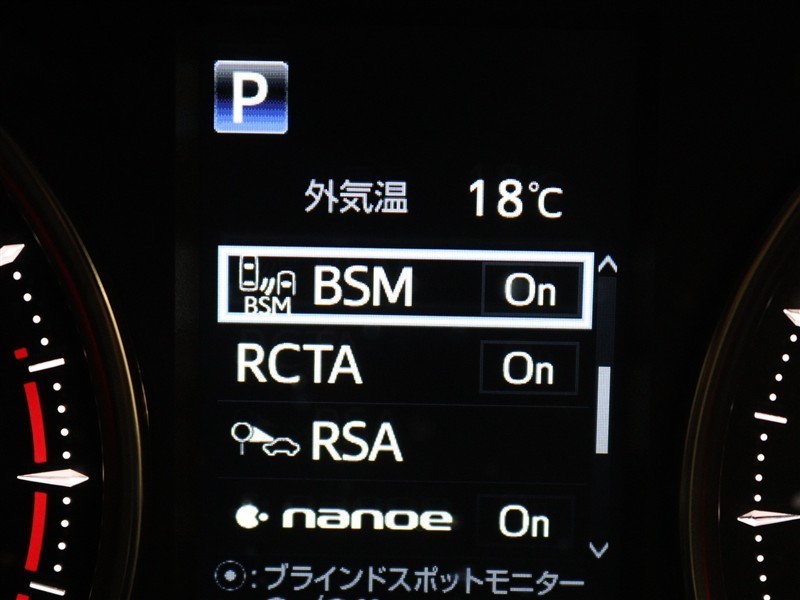 P
外気温 18℃
BSM BSM On
RCTA On
RSA
nanoe On
: ブラインドスポットモニター